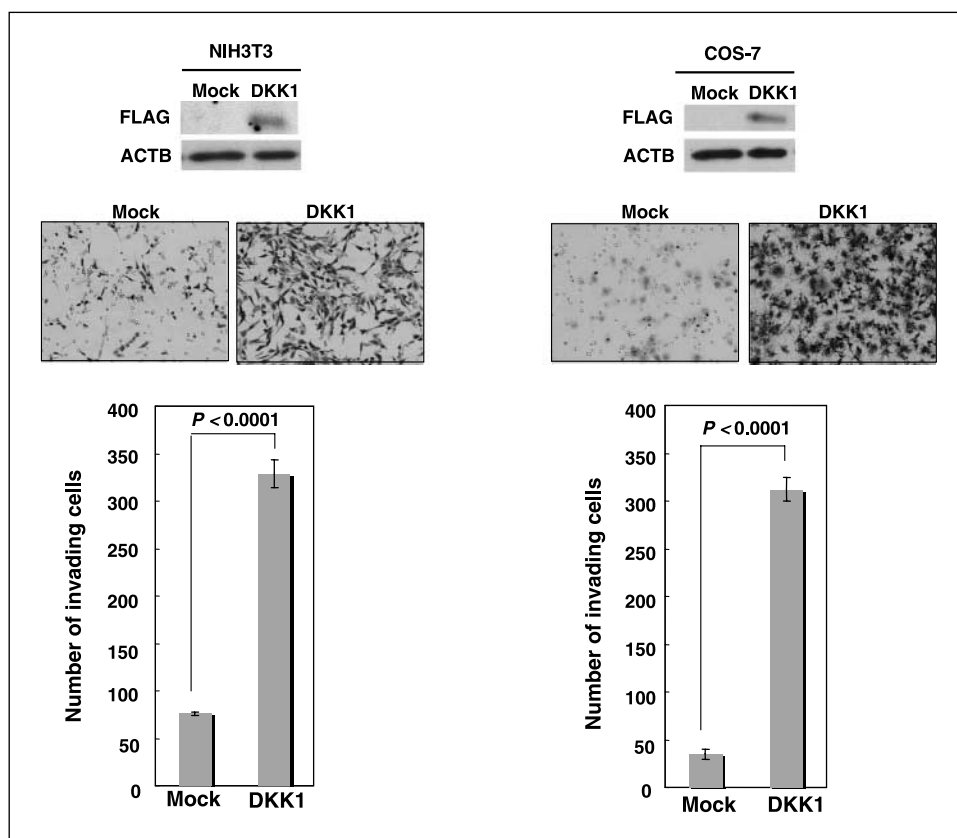 NIH3T3
Mock DKK1
FLAG
ACTB
Mock DKK1
400
350
300
250
200
150
100
50
0
Number of invading cells
P < 0.0001
Mock DKK1
COS-7
Mock DKK1
FLAG
ACTB
Mock DKK1
400
350
300
250
200
150
100
50
0
Number of invading cells
P < 0.0001
Mock DKK1